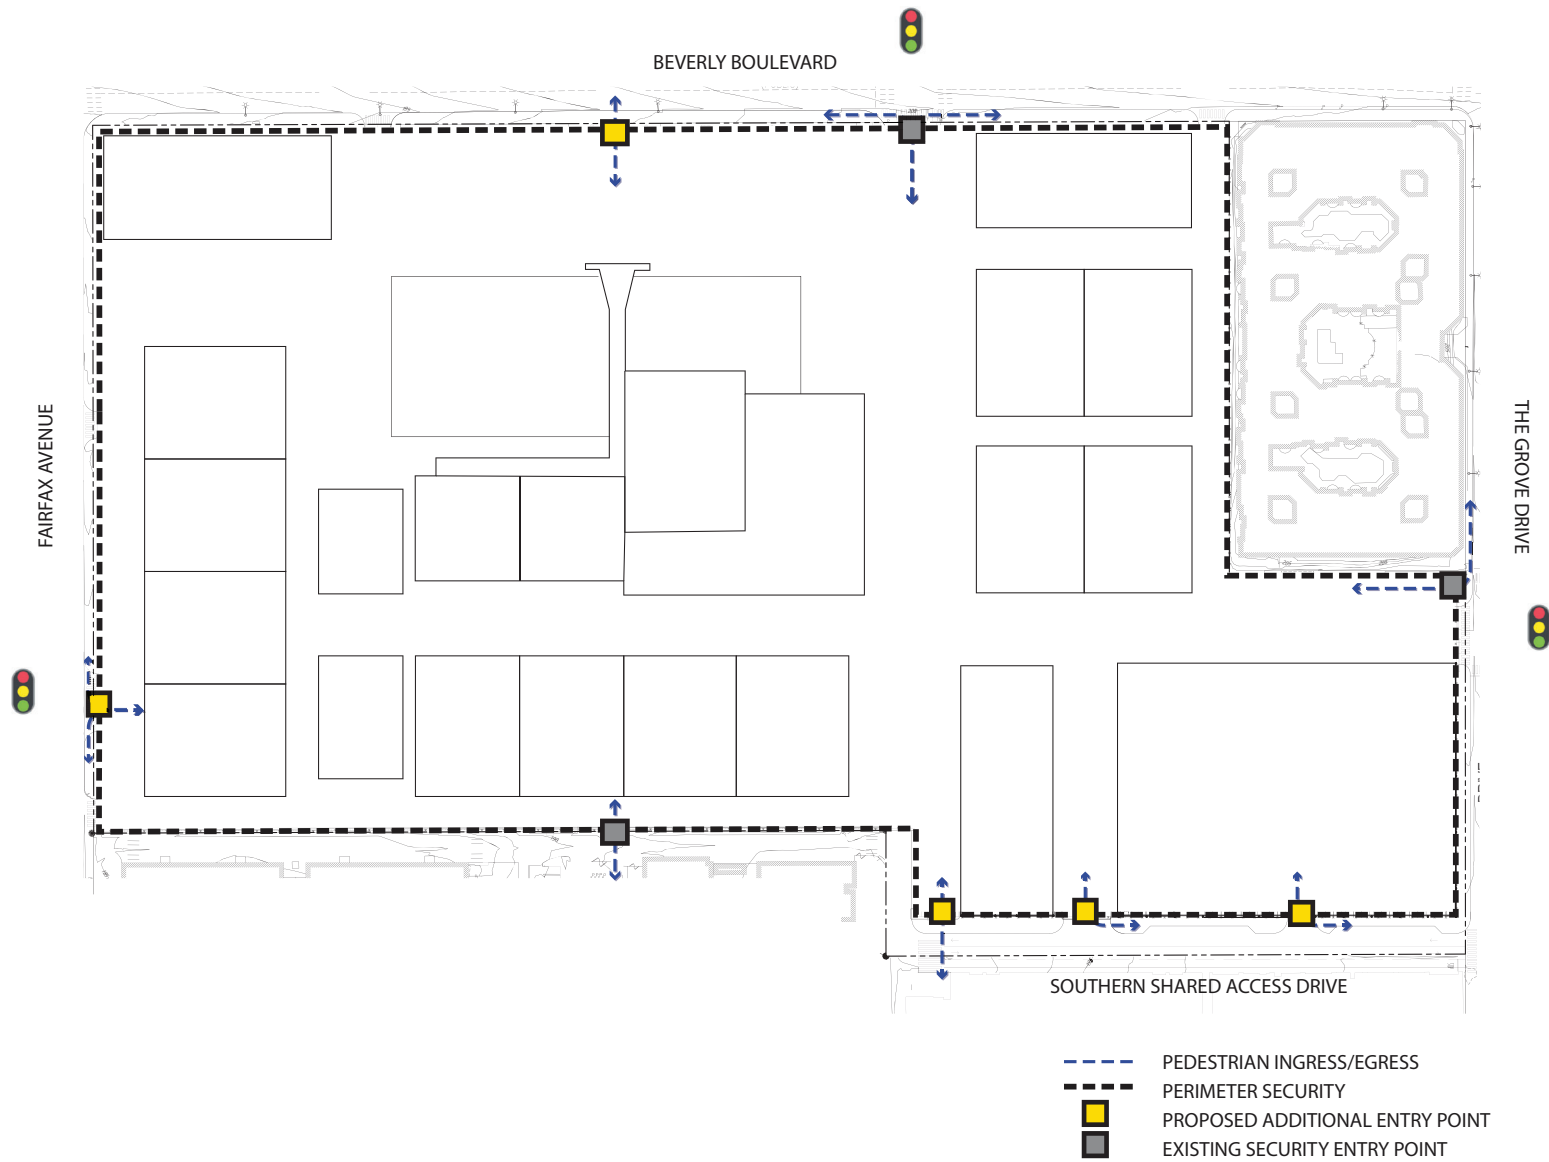 BEVERLY BOULEVARD
FAIRFAX AVENUE
THE GROVE DRIVE
SOUTHERN SHARED ACCESS DRIVE
PEDESTRIAN INGRESS/EGRESS
PERIMETER SECURITY
PROPOSED ADDITIONAL ENTRY POINT
EXISTING SECURITY ENTRY POINT